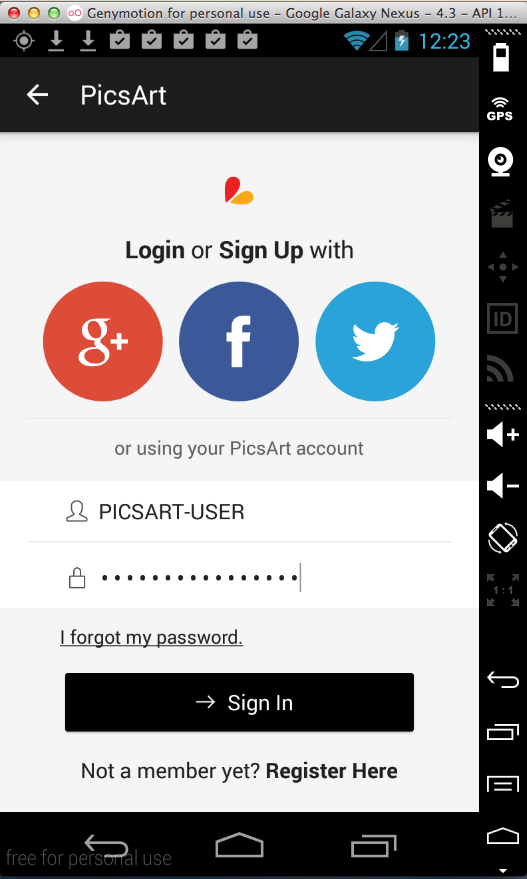 Genymotion for personal use – Google Galaxy Nexus – 4.3 – API 1...
12:23
PicsArt
GPS
Login or Sign Up with
g+ f
ID
or using your PicsArt account
PICSART-USER
••••••••••••••••
1:1
I forgot my password.
→ Sign In
Not a member yet? Register Here
free for personal use